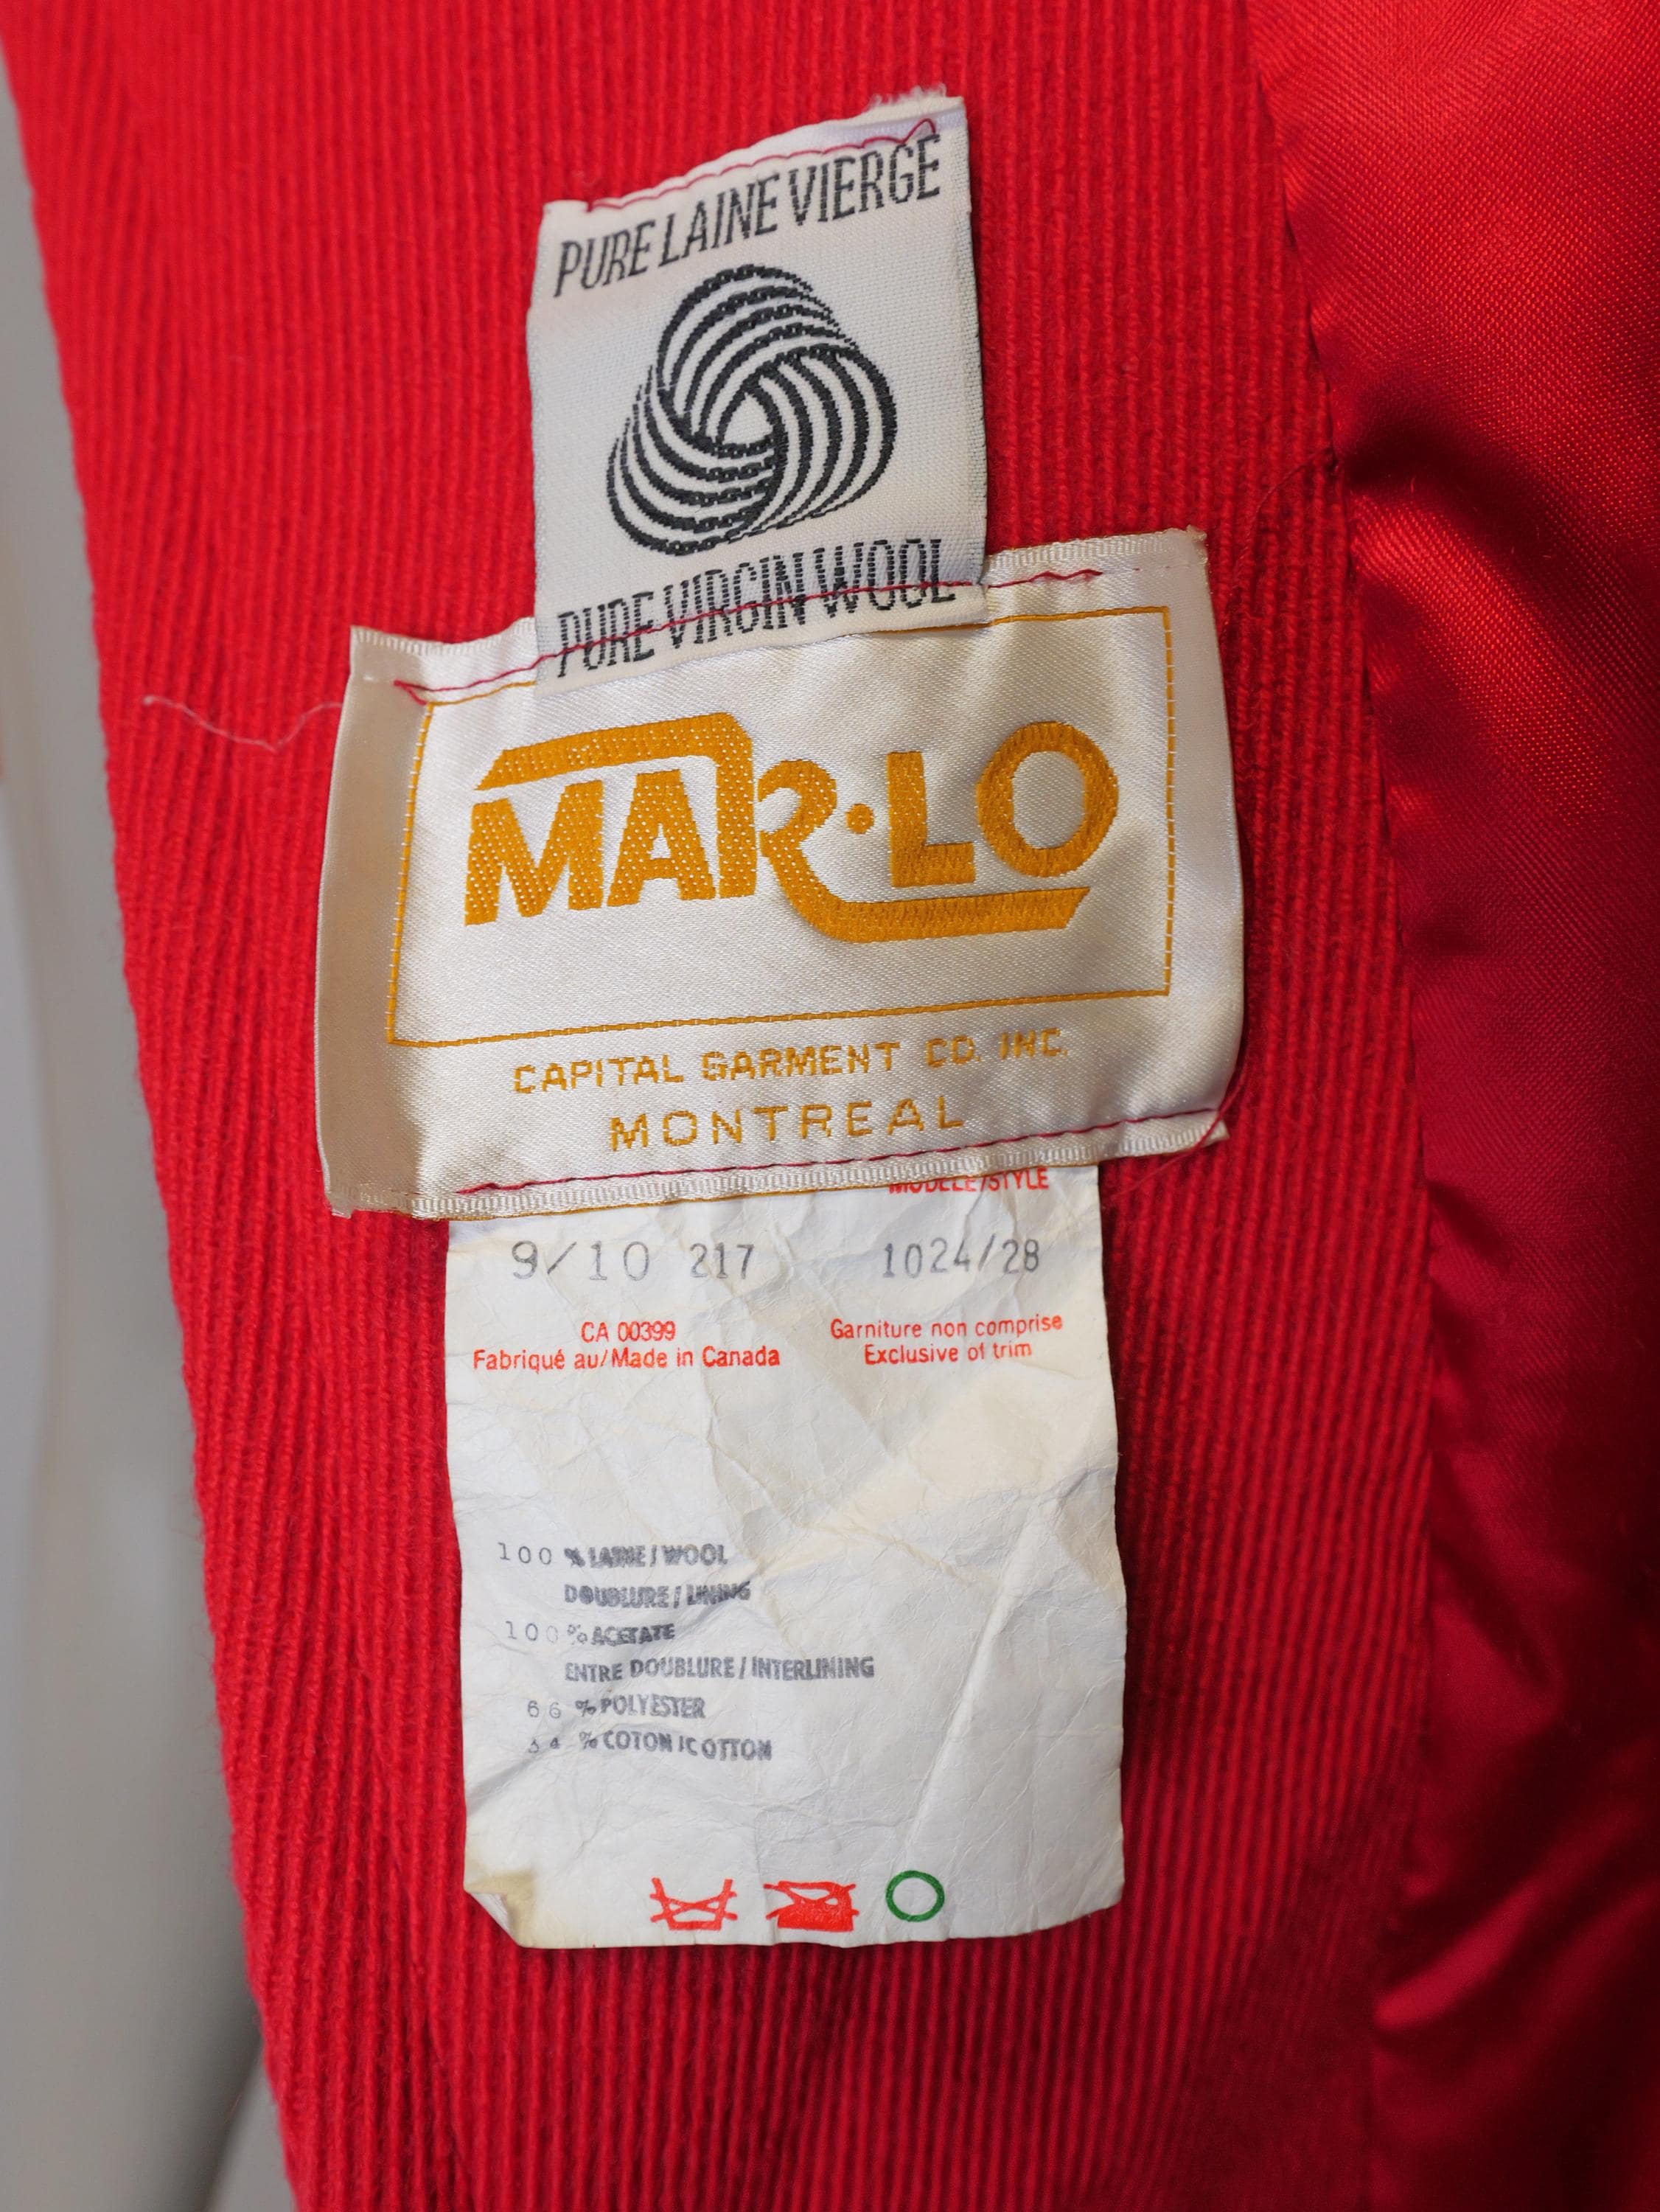 PURE LAINE VIERGE
PURE VIRGIN WOOL
MAR·LO
CAPITAL GARMENT CO. INC.
MONTREAL
MODÈLE/STYLE
9/10 217 1024/28
CA 00399
Fabriqué au/Made in Canada
Garniture non comprise
Exclusive of trim
100 % LAINE / WOOL
DOUBLURE / LINING
100 % ACETATE
ENTRE DOUBLURE / INTERLINING
66 % POLYESTER
34 % COTON / COTTON